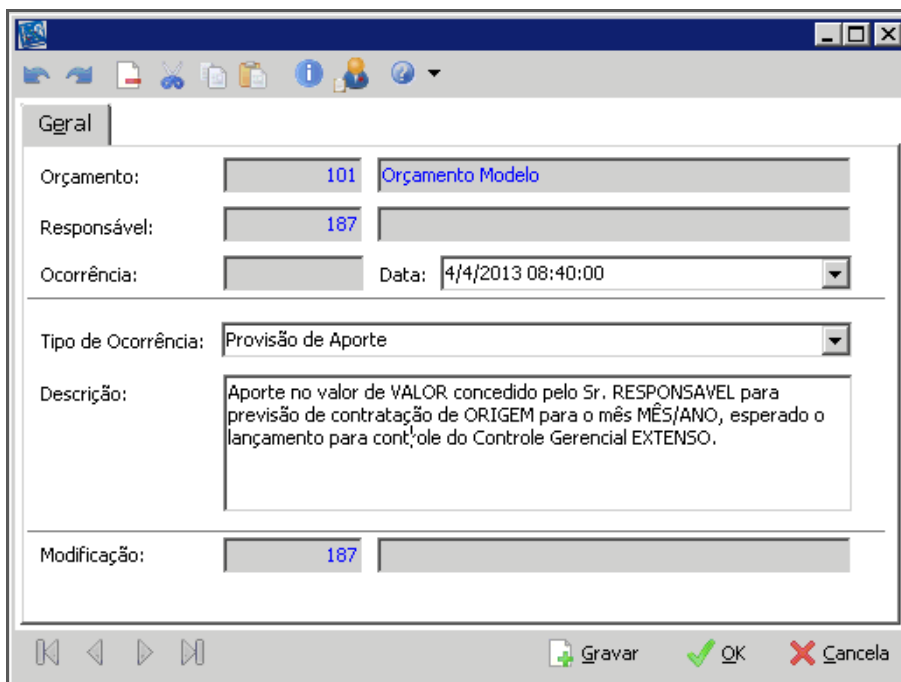 Geral
Orçamento: 101 Orçamento Modelo
Responsável: 187
Ocorrência: Data: 4/4/2013 08:40:00
Tipo de Ocorrência: Provisão de Aporte
Descrição: Aporte no valor de VALOR concedido pelo Sr. RESPONSAVEL para
previsão de contratação de ORIGEM para o mês MÊS/ANO, esperado o
lançamento para controle do Controle Gerencial EXTENSO.
Modificação: 187
Gravar OK Cancela